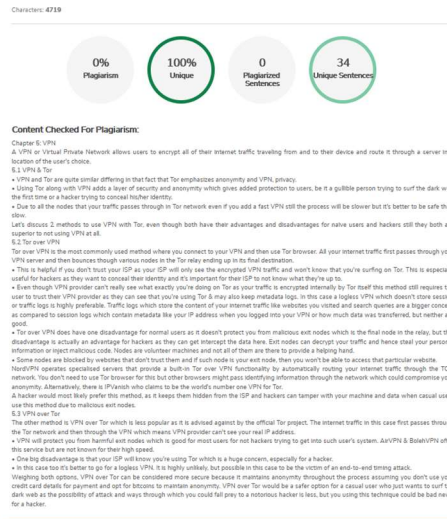 Characters: 4719
0%
Plagiarism
100%
Unique
0
Plagiarized
Sentences
34
Unique Sentences
Content Checked For Plagiarism:
Chapter 5: VPN
A VPN or Virtual Private Network allows users to encrypt all of their internet traffic traveling from and to their device and route it through a server in
location of the user's choice.
5.1 VPN & Tor
• VPN and Tor are quite similar differing in that fact that Tor emphasizes anonymity and VPN, privacy.
• Using Tor along with VPN adds a layer of security and anonymity which gives added protection to users, be it a gullible person trying to surf the dark w
the first time or a hacker trying to conceal his/her identity.
• Due to all the nodes that your traffic passes through in Tor network even if you add a fast VPN still the process will be slower but it's better to be safe th
slow.
Let's discuss 2 methods to use VPN with Tor, even though both have their advantages and disadvantages for naive users and hackers still they both a
superior to not using VPN at all.
5.2 Tor over VPN
Tor over VPN is the most commonly used method where you connect to your VPN and then use Tor browser. All your internet traffic first passes through yo
VPN server and then bounces though various nodes in the Tor relay ending up in its final destination.
• This is helpful if you don't trust your ISP as your ISP will only see the encrypted VPN traffic and won't know that you're surfing on Tor. This is especia
useful for hackers as they want to conceal their identity and it's important for their ISP to not know what they're up to.
• Even though VPN provider can't really see what exactly you're doing on Tor as your traffic is encrypted internally by Tor itself this method still requires t
user to trust their VPN provider as they can see that you're using Tor & may also keep metadata logs. In this case a logless VPN which doesn't store sessi
or traffic logs is highly preferable. Traffic logs which store the content of your internet traffic like websites you visited and search queries are a bigger conce
as compared to session logs which contain metadata like your IP address when you logged into your VPN or how much data was transferred, but neither a
good.
• Tor over VPN does have one disadvantage for normal users as it doesn't protect you from malicious exit nodes which is the final node in the relay, but th
disadvantage is actually an advantage for hackers as they can get intercept the data here. Exit nodes can decrypt your traffic and hence steal your person
information or inject malicious code. Nodes are volunteer machines and not all of them are there to provide a helping hand.
• Some nodes are blocked by websites that don't trust them and if such node is your exit node, then you won't be able to access that particular website.
NordVPN operates specialized servers that provide a built-in Tor over VPN functionality by automatically routing your internet traffic through the TO
network. You don't need to use Tor browser for this but other browsers might pass identifying information through the network which could compromise yo
anonymity. Alternatively, there is IPVanish who claims to be the world's number one VPN for Tor.
A hacker would most likely prefer this method, as it keeps them hidden from the ISP and hackers can tamper with your machine and data when casual use
use this method due to malicious exit nodes.
5.3 VPN over Tor
The other method is VPN over Tor which is less popular as it is advised against by the official Tor project. The internet traffic in this case first passes throu
the Tor network and then through the VPN which means VPN provider can't see your real IP address.
• VPN will protect you from harmful exit nodes which is good for most users for not hackers trying to get into such user's system. AirVPN & BolehVPN off
this service but are not known for their high speed.
• One big disadvantage is that your ISP will know you're using Tor which is a huge concern, especially for a hacker.
• In this case too it's better to go for a logless VPN. It is highly unlikely, but possible in this case to be the victim of an end-to-end timing attack.
Weighing both options, VPN over Tor can be considered more secure because it maintains anonymity throughout the process assuming you don't use yo
credit card details for payment and opt for bitcoins to maintain anonymity. VPN over Tor would be a safer option for a casual user who just wants to surf t
dark web as the possibility of attack and ways through which you could fall prey to a notorious hacker is less, but you using this technique could be bad ne
for a hacker.